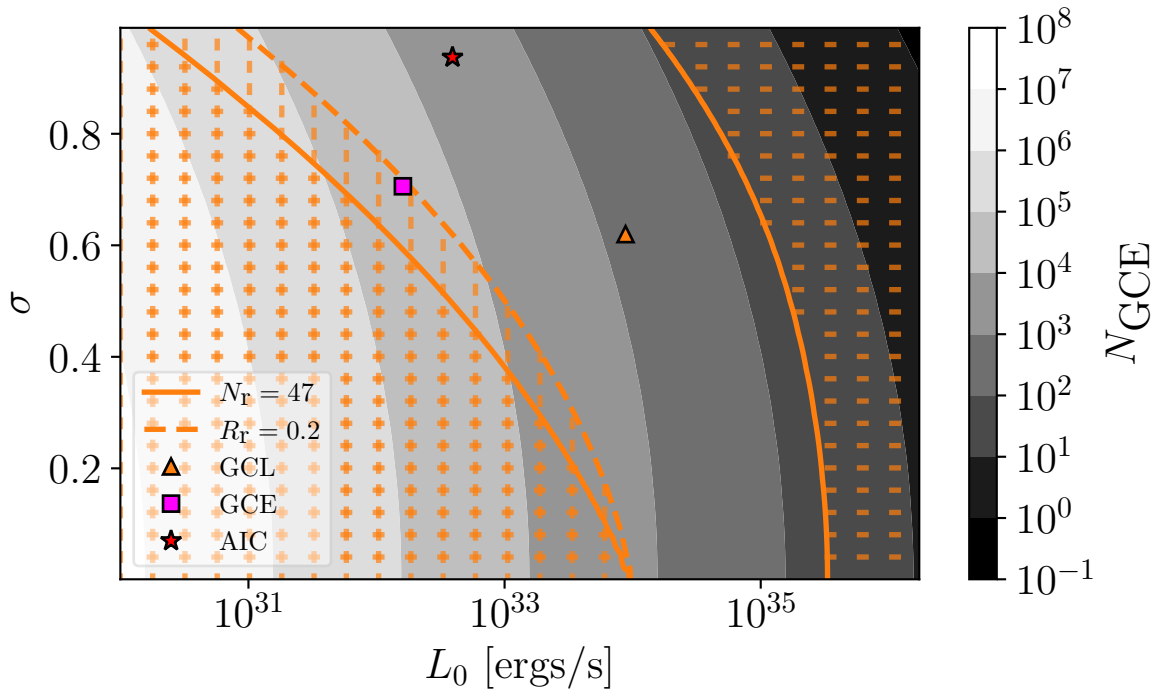 σ
0.8
0.6
0.4
0.2
N_r = 47
R_r = 0.2
GCL
GCE
AIC
10^31
10^33
10^35
L_0 [ergs/s]
10^8
10^7
10^6
10^5
10^4
10^3
10^2
10^1
10^0
10^−1
N_GCE